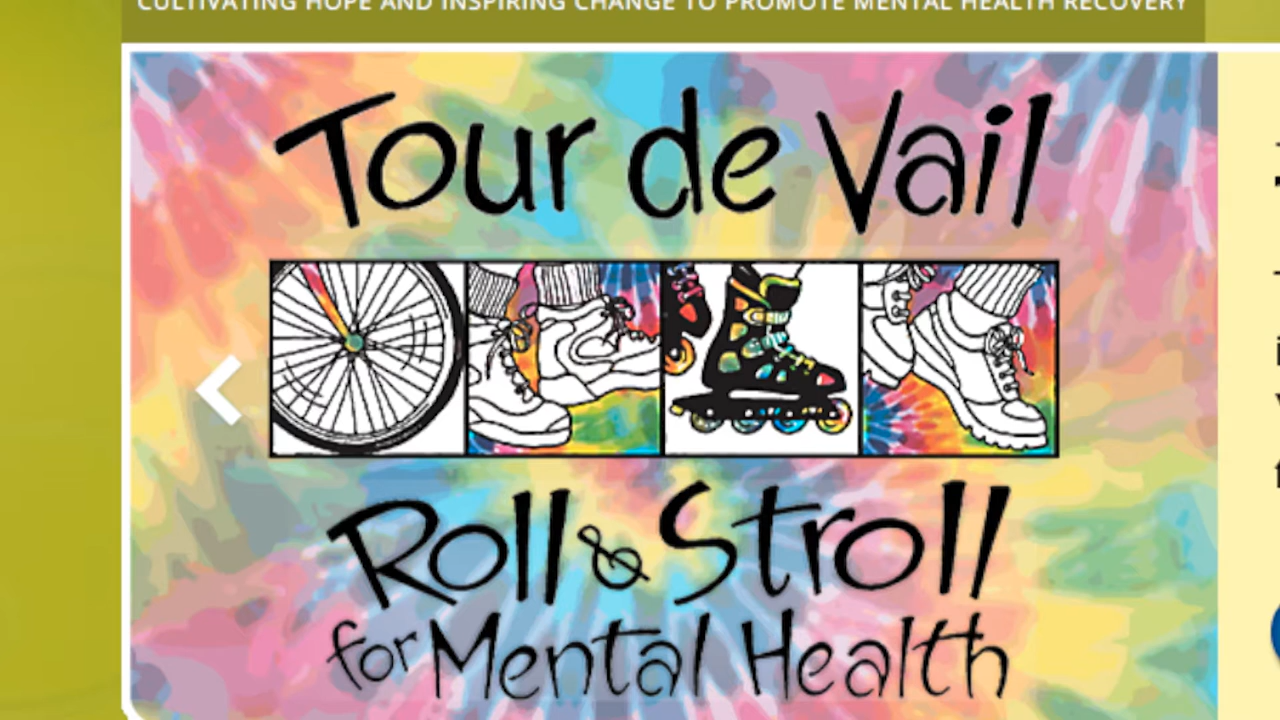 CULTIVATING HOPE AND INSPIRING CHANGE TO PROMOTE MENTAL HEALTH RECOVERY
Tour de Vail
Roll & Stroll
for Mental Health